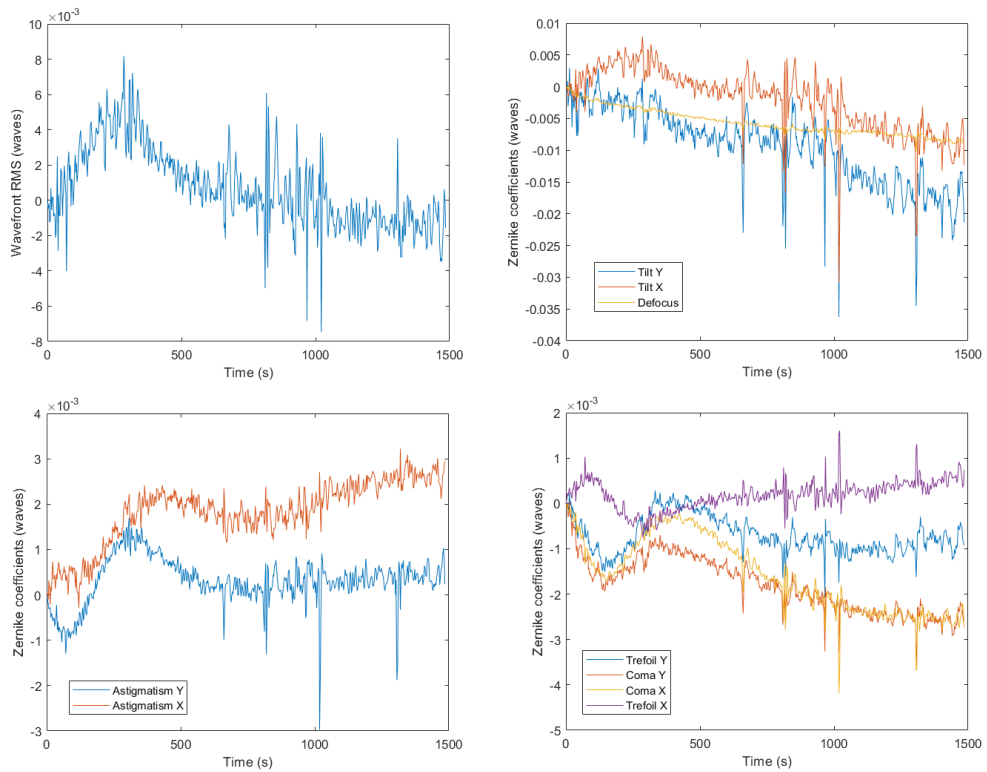 ×10⁻³
10
8
6
4
2
0
-2
-4
-6
-8
Wavefront RMS (waves)
0 500 1000 1500
Time (s)
0.01
0.005
0
-0.005
-0.01
-0.015
-0.02
-0.025
-0.03
-0.035
-0.04
Zernike coefficients (waves)
Tilt Y
Tilt X
Defocus
0 500 1000 1500
Time (s)
×10⁻³
4
3
2
1
0
-1
-2
-3
Zernike coefficients (waves)
Astigmatism Y
Astigmatism X
0 500 1000 1500
Time (s)
×10⁻³
2
1
0
-1
-2
-3
-4
-5
Zernike coefficients (waves)
Trefoil Y
Coma Y
Coma X
Trefoil X
0 500 1000 1500
Time (s)